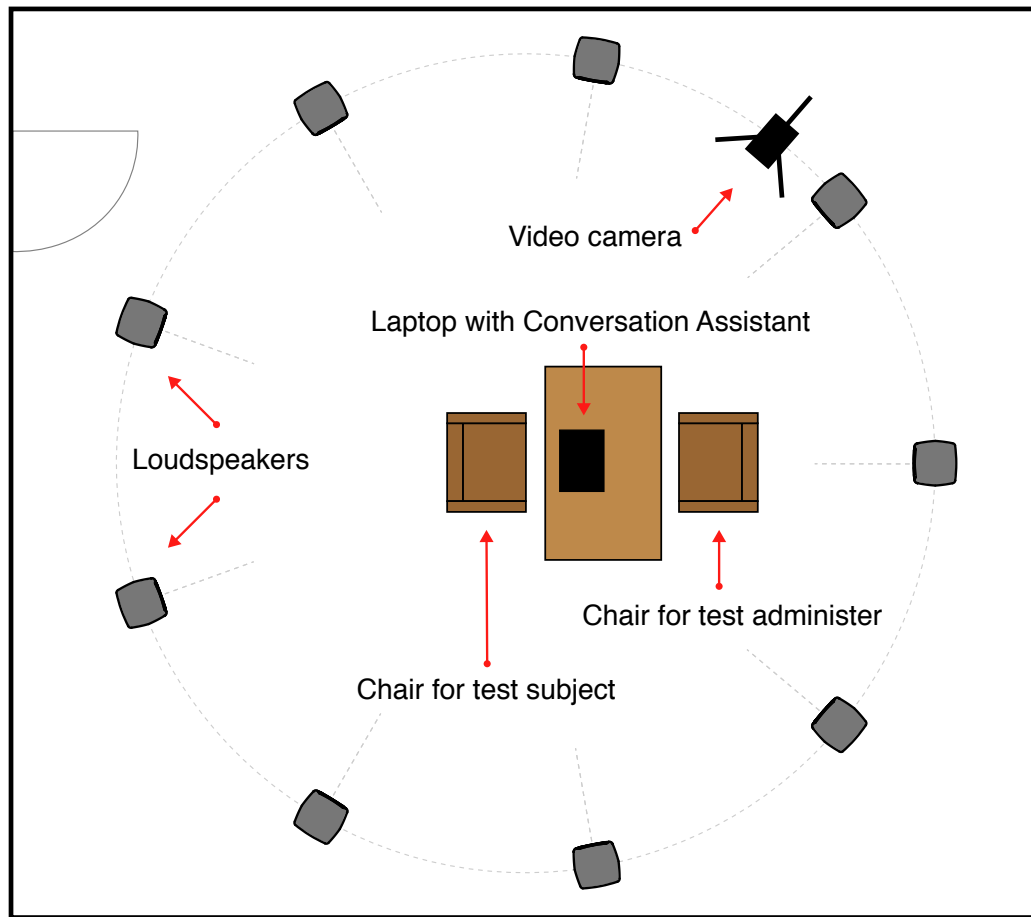 Video camera
Laptop with Conversation Assistant
Loudspeakers
Chair for test administer
Chair for test subject